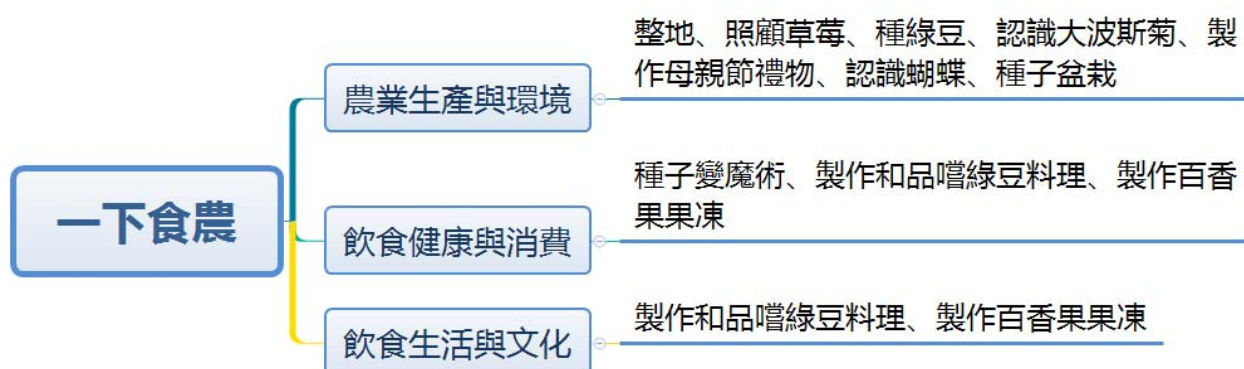 整地、照顧草莓、種綠豆、認識大波斯菊、製
作母親節禮物、認識蝴蝶、種子盆栽
農業生產與環境
種子變魔術、製作和品嚐綠豆料理、製作百香
果果凍
一下食農
飲食健康與消費
製作和品嚐綠豆料理、製作百香果果凍
飲食生活與文化